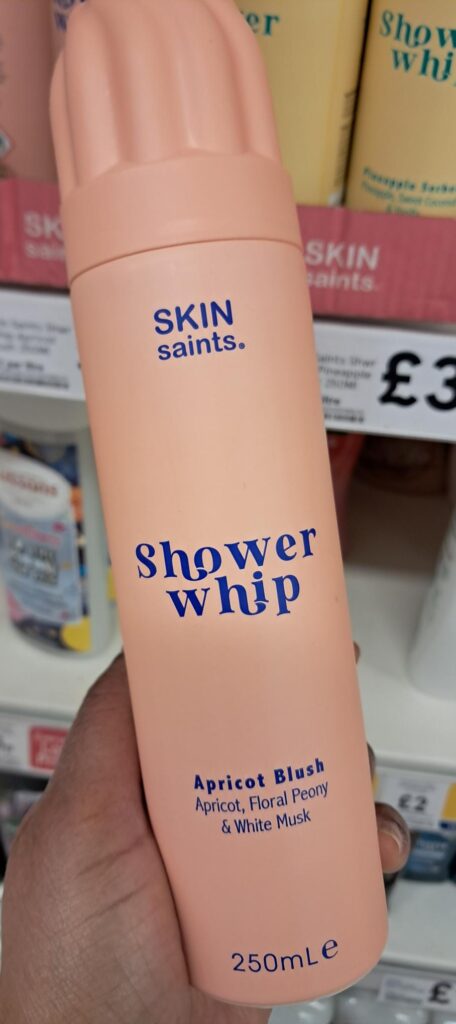 Shower
whip
SKIN
saints.
SKIN
saints.
£3
SKIN
saints.
Shower
whip
Apricot Blush
Apricot, Floral Peony
& White Musk
250mL e
£2
£